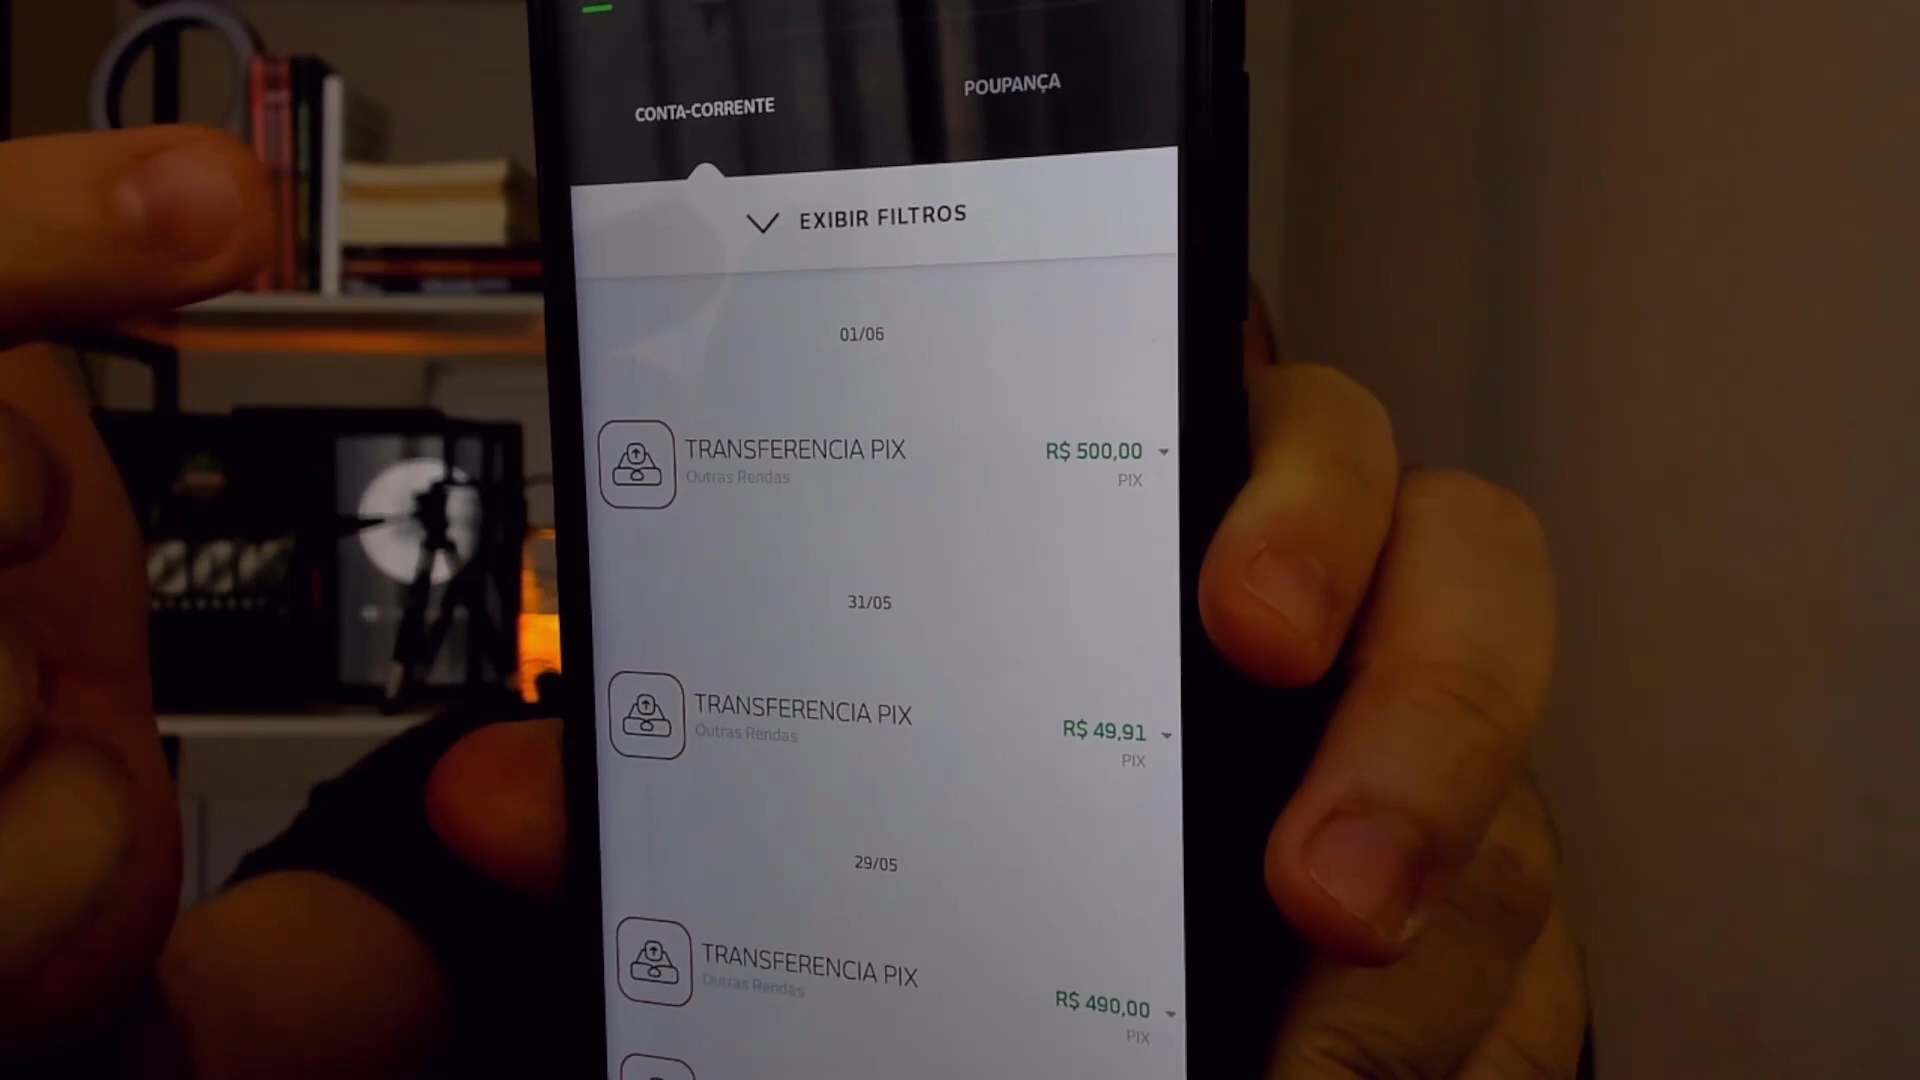 CONTA-CORRENTE
POUPANÇA
EXIBIR FILTROS
01/06
TRANSFERENCIA PIX
R$ 500,00
Outras Rendas
PIX
31/05
TRANSFERENCIA PIX
R$ 49,91
Outras Rendas
PIX
29/05
TRANSFERENCIA PIX
R$ 490,00
Outras Rendas
PIX